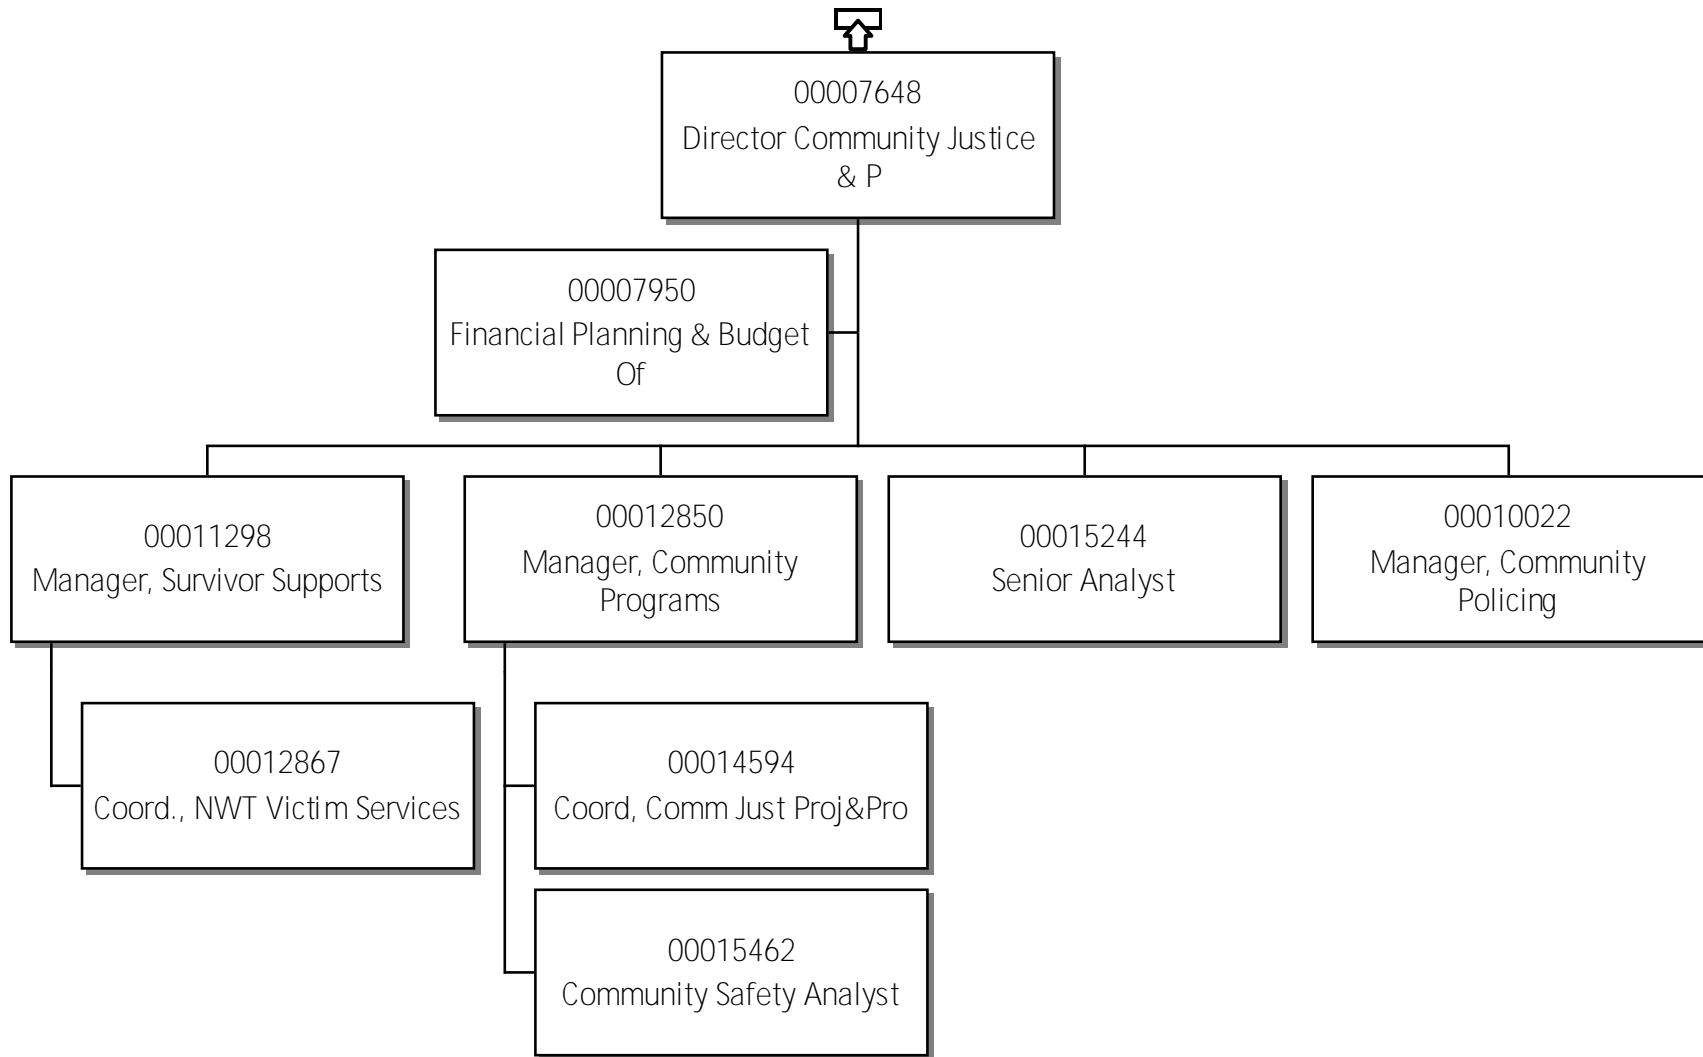 00007648
Director Community Justice
& P
00007950
Financial Planning & Budget
Of
00011298
Manager, Survivor Supports
00012850
Manager, Community
Programs
00015244
Senior Analyst
00010022
Manager, Community
Policing
00012867
Coord., NWT Victim Services
00014594
Coord, Comm Just Proj&Pro
00015462
Community Safety Analyst